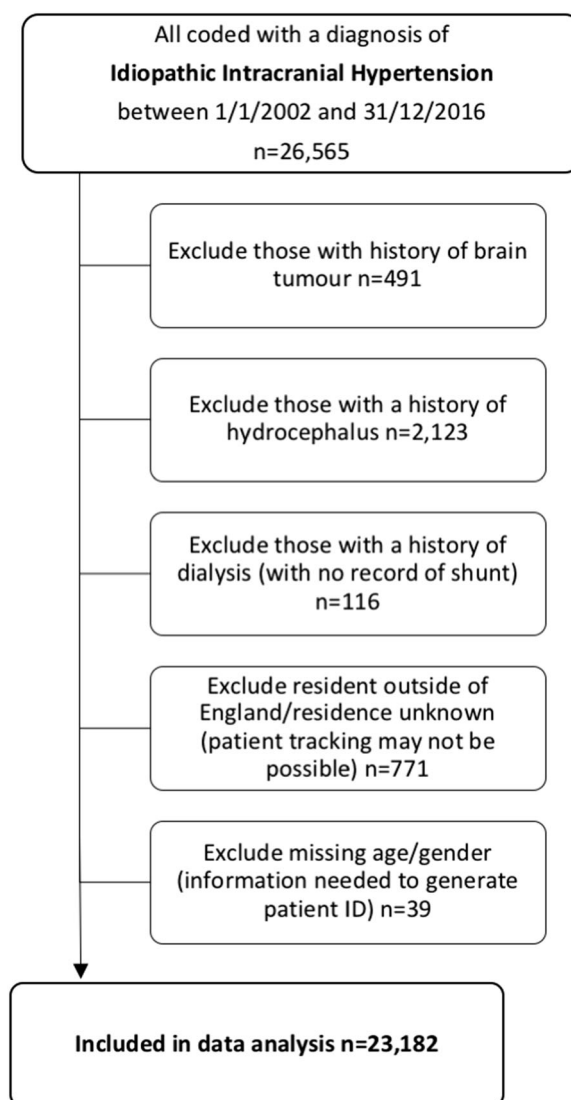 All coded with a diagnosis of
Idiopathic Intracranial Hypertension
between 1/1/2002 and 31/12/2016
n=26,565
Exclude those with history of brain
tumour n=491
Exclude those with a history of
hydrocephalus n=2,123
Exclude those with a history of
dialysis (with no record of shunt)
n=116
Exclude resident outside of
England/residence unknown
(patient tracking may not be
possible) n=771
Exclude missing age/gender
(information needed to generate
patient ID) n=39
Included in data analysis n=23,182